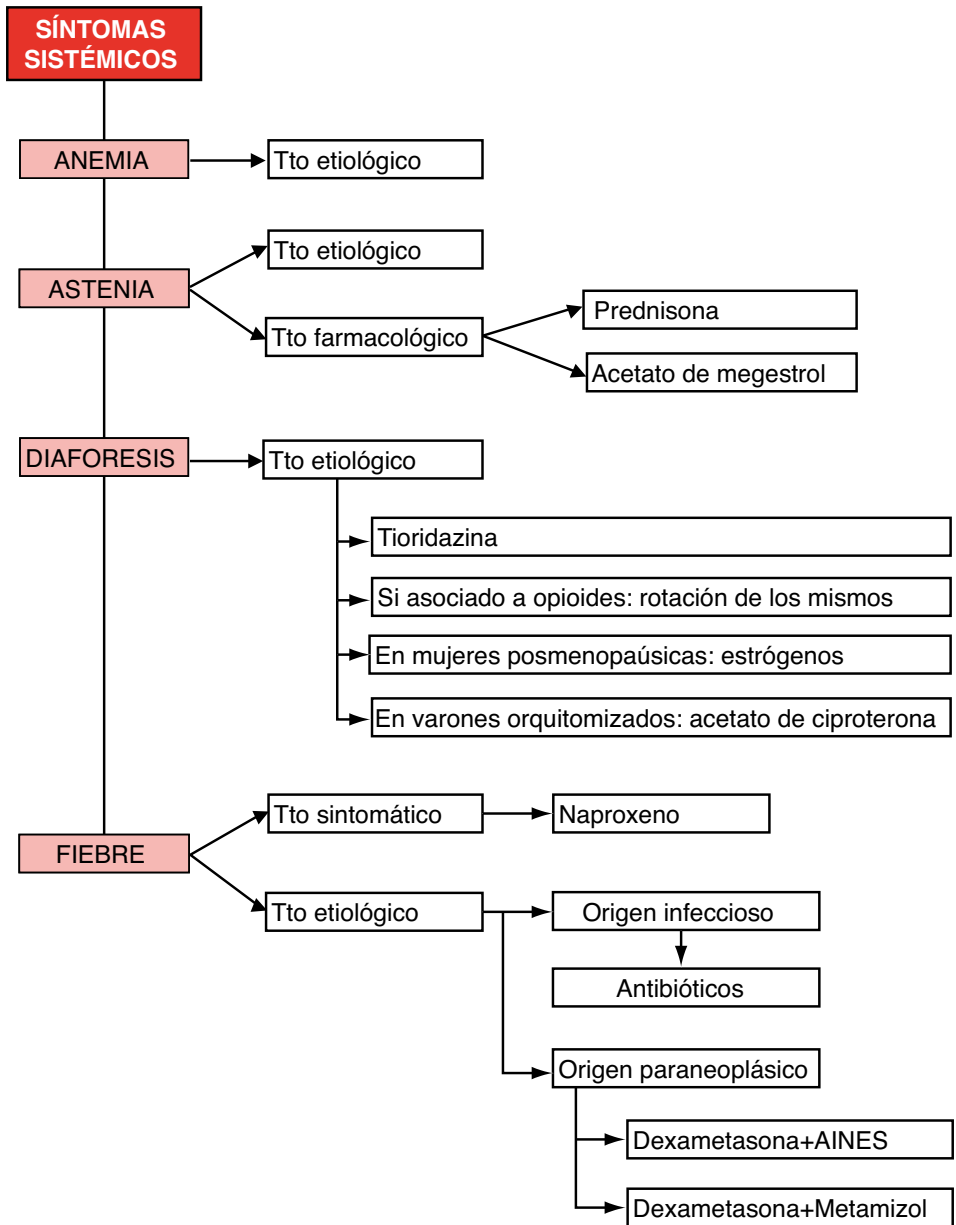 SÍNTOMAS
SISTÉMICOS
ANEMIA
Tto etiológico
ASTENIA
Tto etiológico
Tto farmacológico
Prednisona
Acetato de megestrol
DIAFORESIS
Tto etiológico
Tioridazina
Si asociado a opioides: rotación de los mismos
En mujeres posmenopaúsicas: estrógenos
En varones orquitomizados: acetato de ciproterona
FIEBRE
Tto sintomático
Naproxeno
Tto etiológico
Origen infeccioso
Antibióticos
Origen paraneoplásico
Dexametasona+AINES
Dexametasona+Metamizol